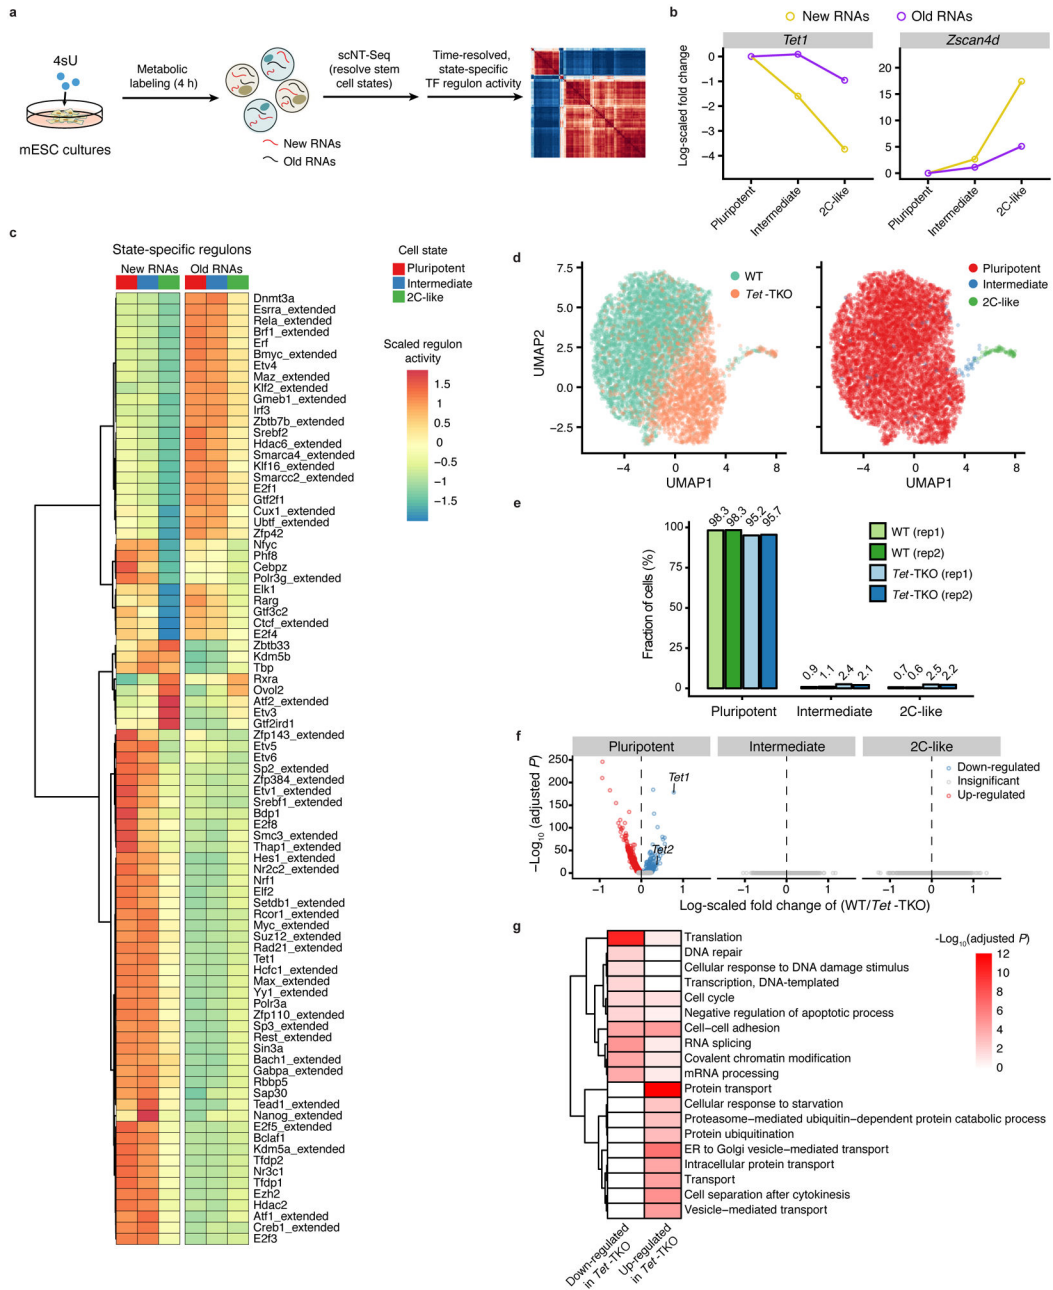 a
4sU
mESC cultures
Metabolic
labeling (4 h)
New RNAs
Old RNAs
scNT-Seq
(resolve stem
cell states)
Time-resolved,
state-specific
TF regulon activity
b
New RNAs
Old RNAs
Tet1
Zscan4d
Log-scaled fold change
0
−1
−2
−3
−4
20
15
10
5
0
Pluripotent
Intermediate
2C-like
Pluripotent
Intermediate
2C-like
c
State-specific regulons
New RNAs
Old RNAs
Cell state
Pluripotent
Intermediate
2C-like
Scaled regulon
activity
1.5
1
0.5
0
−0.5
−1
−1.5
Dnmt3a
Esrra_extended
Rela_extended
Brf1_extended
Erf
Bmyc_extended
Etv4
Maz_extended
Klf2_extended
Gmeb1_extended
Irf3
Zbtb7b_extended
Srebf2
Hdac6_extended
Smarca4_extended
Klf16_extended
Smarcc2_extended
E2f1
Gtf2f1
Cux1_extended
Ubtf_extended
Zfp42
Nfyc
Phf8
Cebpz
Polr3g_extended
Elk1
Rarg
Gtf3c2
Ctcf_extended
E2f4
Zbtb33
Kdm5b
Tbp
Rxra
Ovol2
Atf2_extended
Etv3
Gtf2ird1
Zfp143_extended
Etv5
Etv6
Sp2_extended
Zfp384_extended
Etv1_extended
Srebf1_extended
Bdp1
E2f8
Smc3_extended
Thap1_extended
Hes1_extended
Nr2c2_extended
Nrf1
Elf2
Setdb1_extended
Rcor1_extended
Myc_extended
Suz12_extended
Rad21_extended
Tet1
Hcfc1_extended
Max_extended
Yy1_extended
Polr3a
Zfp110_extended
Sp3_extended
Rest_extended
Sin3a
Bach1_extended
Gabpa_extended
Rbbp5
Sap30
Tead1_extended
Nanog_extended
E2f5_extended
Bclaf1
Kdm5a_extended
Tfdp2
Nr3c1
Tfdp1
Ezh2
Hdac2
Atf1_extended
Creb1_extended
E2f3
d
UMAP2
7.5
5.0
2.5
0.0
−2.5
WT
Tet-TKO
−4
0
4
8
UMAP1
Pluripotent
Intermediate
2C-like
−4
0
4
8
UMAP1
e
Fraction of cells (%)
100
75
50
25
0
98.3
98.3
95.2
95.7
0.9
1.1
2.4
2.1
0.7
0.6
2.5
2.2
Pluripotent
Intermediate
2C-like
WT (rep1)
WT (rep2)
Tet-TKO (rep1)
Tet-TKO (rep2)
f
Pluripotent
Intermediate
2C-like
−Log10 (adjusted P)
250
200
150
100
50
0
Tet1
Tet2
Down-regulated
Insignificant
Up-regulated
−1
0
1
−1
0
1
−1
0
1
Log-scaled fold change of (WT/Tet-TKO)
g
Translation
DNA repair
Cellular response to DNA damage stimulus
Transcription, DNA-templated
Cell cycle
Negative regulation of apoptotic process
Cell−cell adhesion
RNA splicing
Covalent chromatin modification
mRNA processing
Protein transport
Cellular response to starvation
Proteasome−mediated ubiquitin−dependent protein catabolic process
Protein ubiquitination
ER to Golgi vesicle−mediated transport
Intracellular protein transport
Transport
Cell separation after cytokinesis
Vesicle−mediated transport
Down-regulated
in Tet-TKO
Up-regulated
in Tet-TKO
-Log10(adjusted P)
12
10
8
6
4
2
0